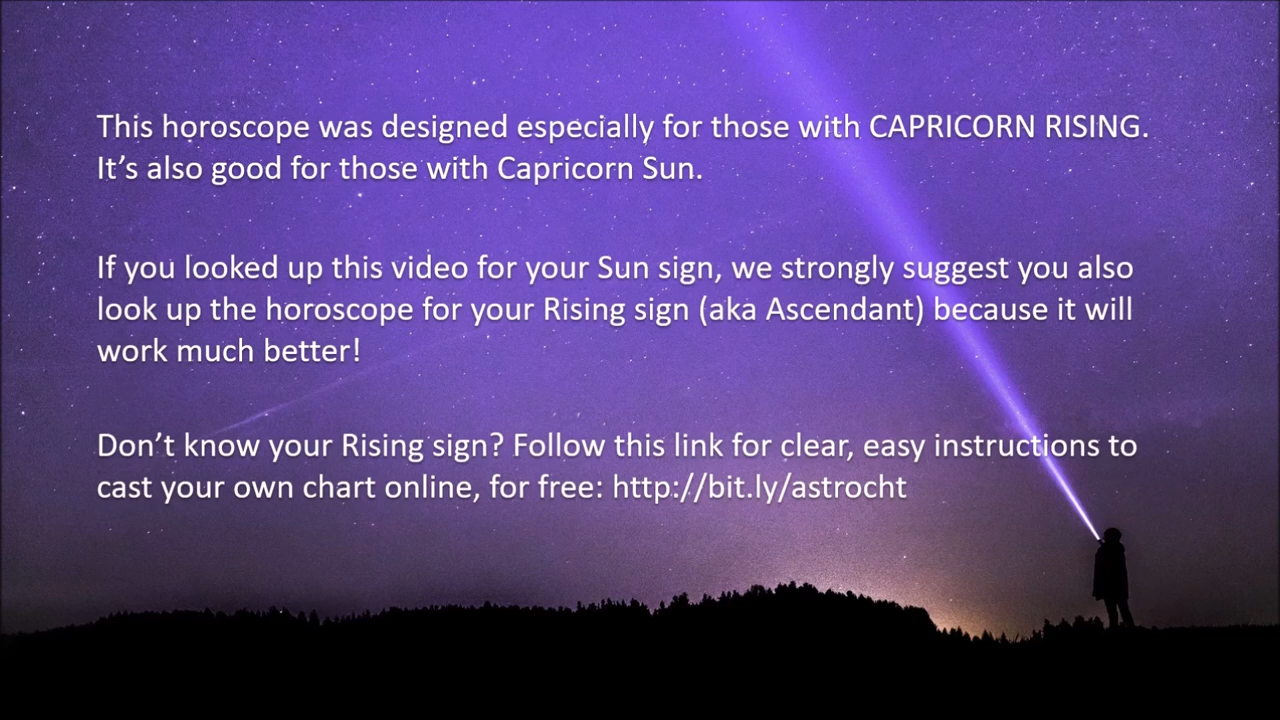 This horoscope was designed especially for those with CAPRICORN RISING.
It’s also good for those with Capricorn Sun.
If you looked up this video for your Sun sign, we strongly suggest you also
look up the horoscope for your Rising sign (aka Ascendant) because it will
work much better!
Don’t know your Rising sign? Follow this link for clear, easy instructions to
cast your own chart online, for free: http://bit.ly/astrocht